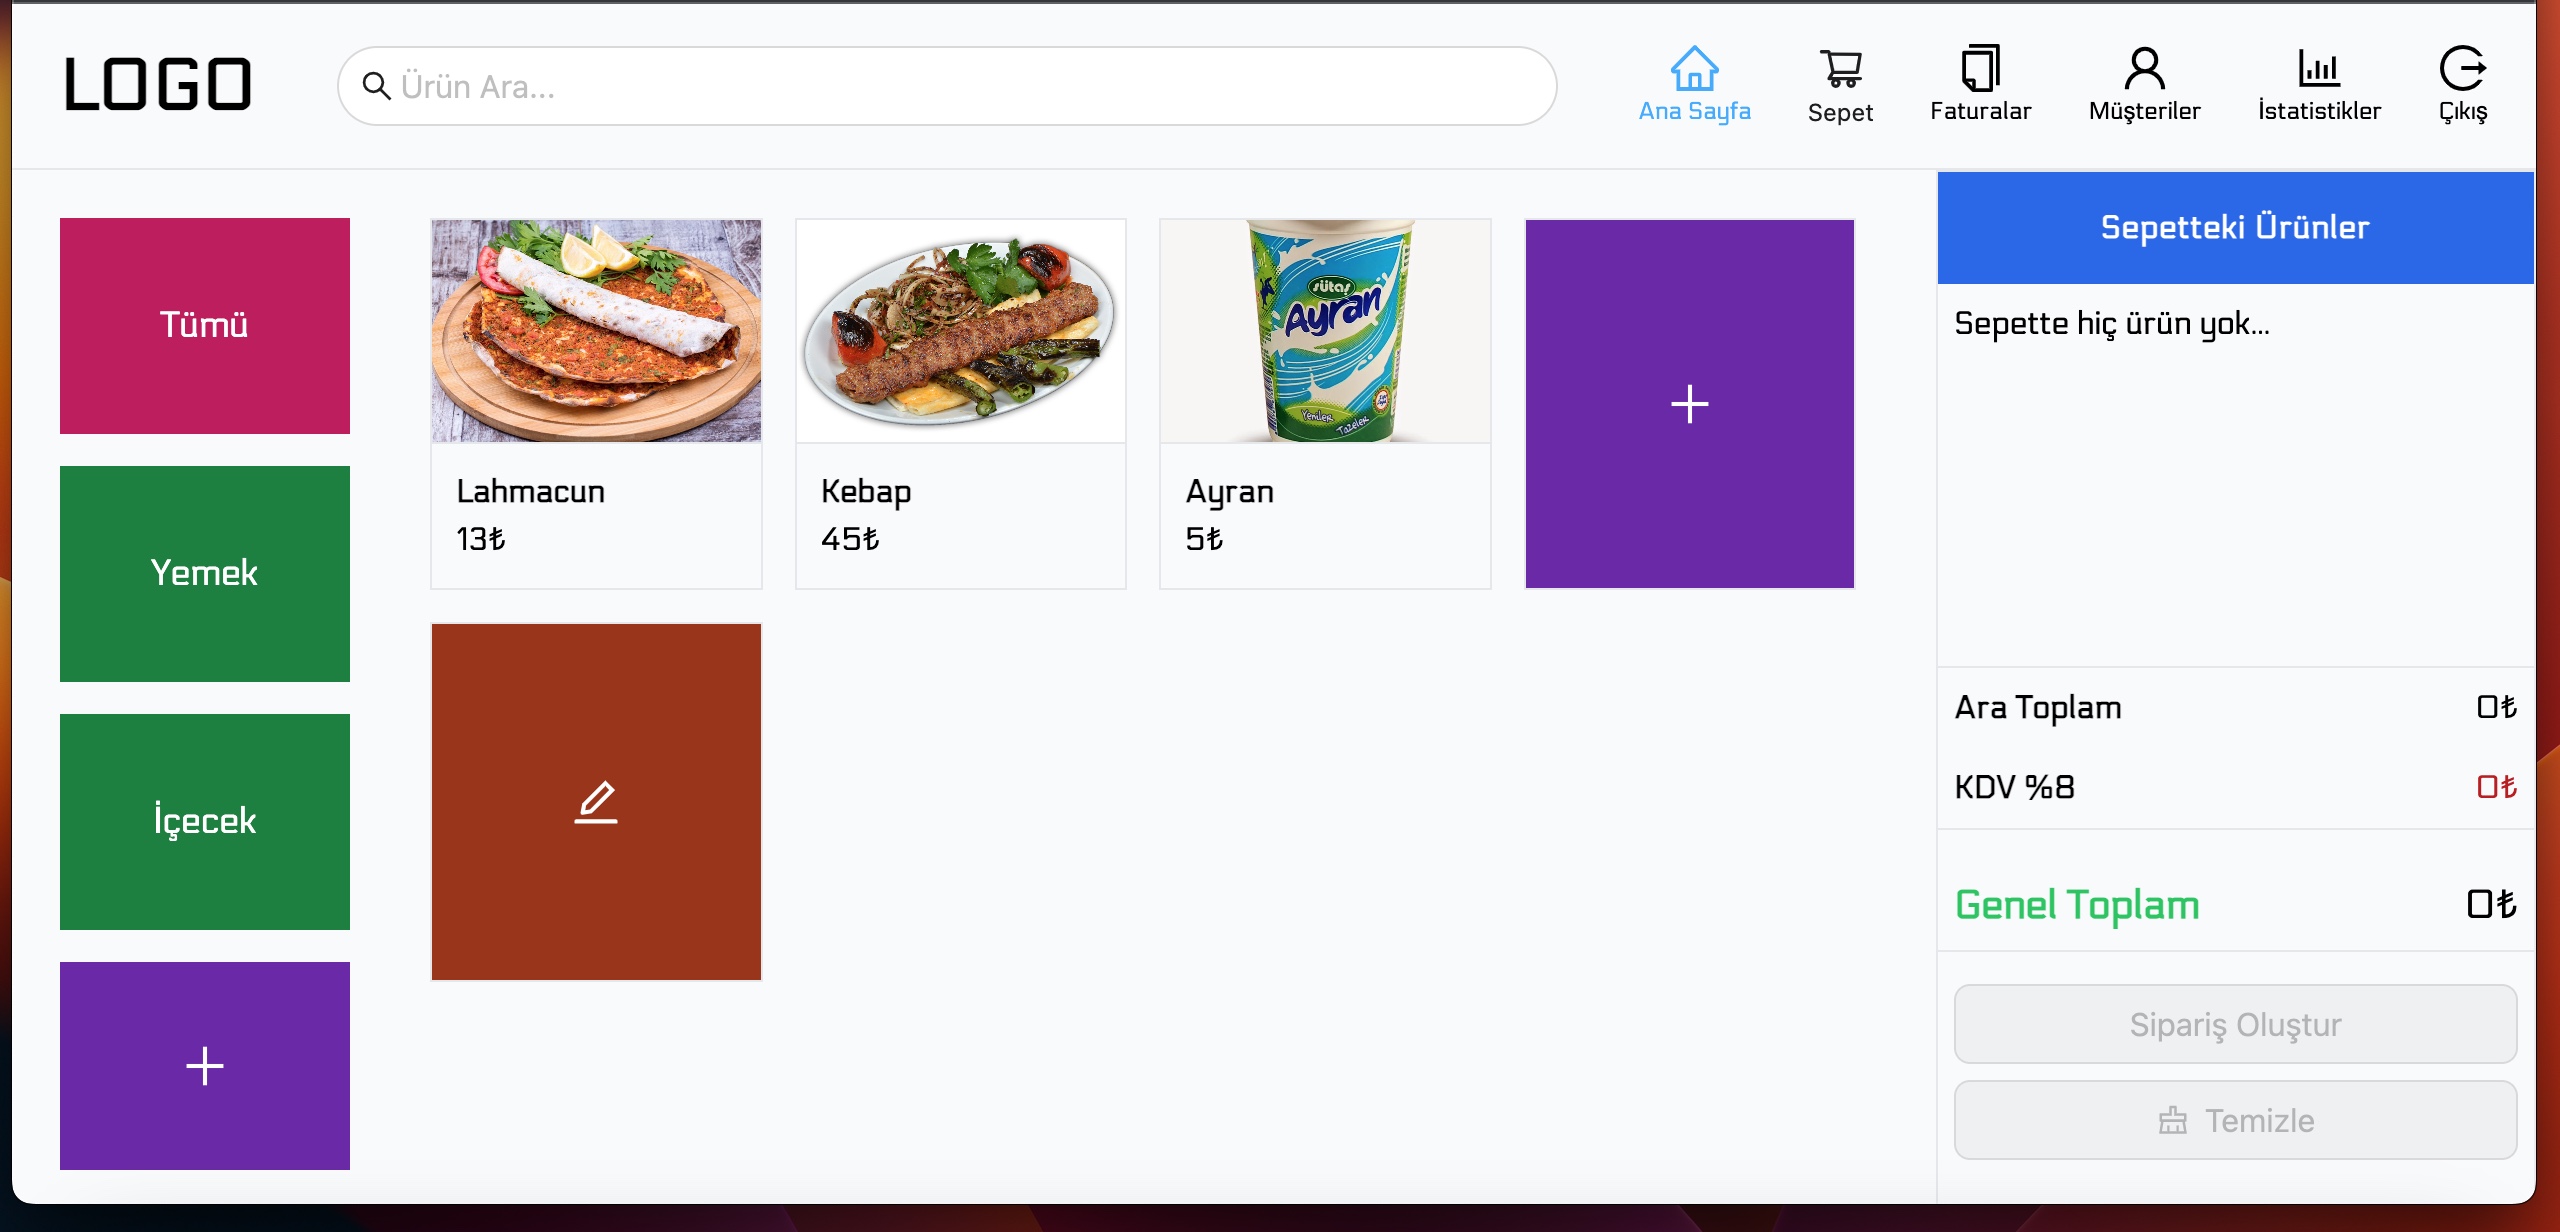 LOGO
Ürün Ara...
Ana Sayfa
Sepet
Faturalar
Müşteriler
İstatistikler
Çıkış
Tümü
Yemek
İçecek
sütaş
Ayran
Yeniler
Tazeler
Lahmacun
13₺
Kebap
45₺
Ayran
5₺
Sepetteki Ürünler
Sepette hiç ürün yok...
Ara Toplam 0₺
KDV %8 0₺
Genel Toplam 0₺
Sipariş Oluştur
Temizle